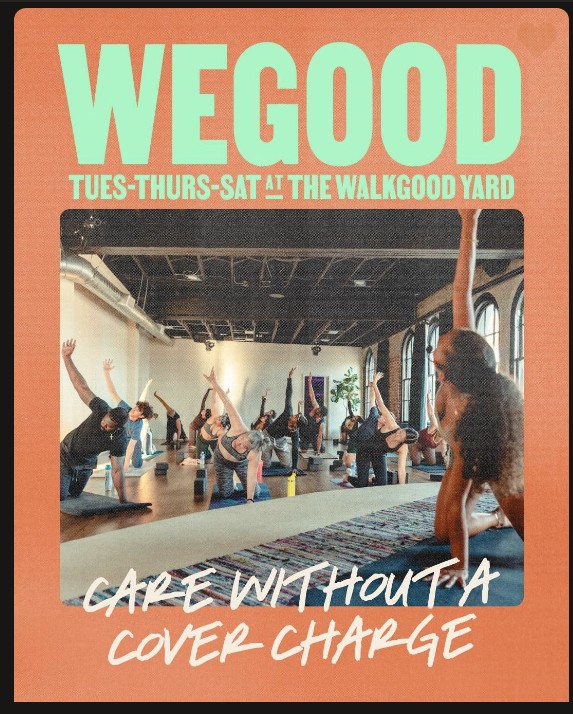 WEGOOD
TUES-THURS-SAT AT THE WALKGOOD YARD
CARE WITHOUT A
COVER CHARGE